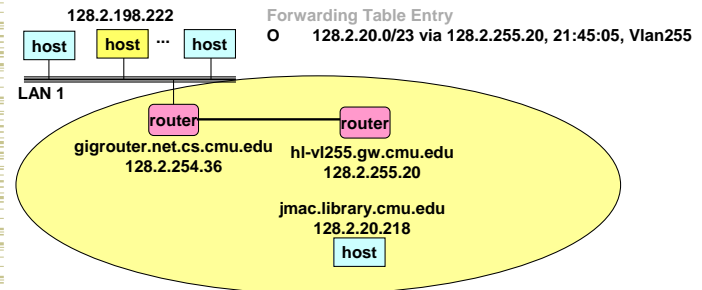 128.2.198.222
Forwarding Table Entry
O 128.2.20.0/23 via 128.2.255.20, 21:45:05, Vlan255
host host ... host
LAN 1
router router
gigrouter.net.cs.cmu.edu
128.2.254.36
hl-vl255.gw.cmu.edu
128.2.255.20
jmac.library.cmu.edu
128.2.20.218
host